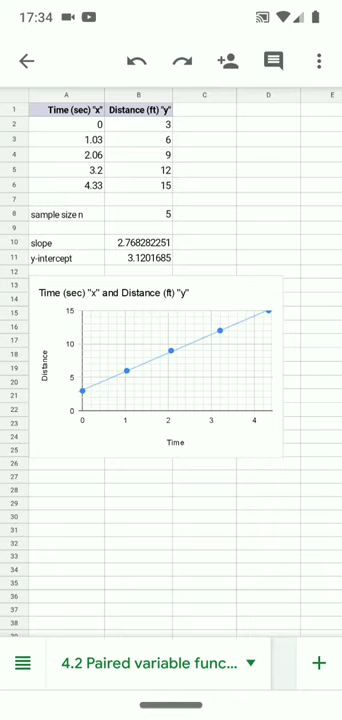 17:34
A B C D E
1 Time (sec) "x" Distance (ft) "y"
2 0 3
3 1.03 6
4 2.06 9
5 3.2 12
6 4.33 15
7
8 sample size n 5
9
10 slope 2.768282251
11 y-intercept 3.1201685
12
13
14
15
16
17
18
19
20
21
22
23
24
25
26
27
28
29
30
31
32
33
34
35
36
37
38
39
Time (sec) "x" and Distance (ft) "y"
15
10
5
0
Distance
0 1 2 3 4
Time
4.2 Paired variable func...